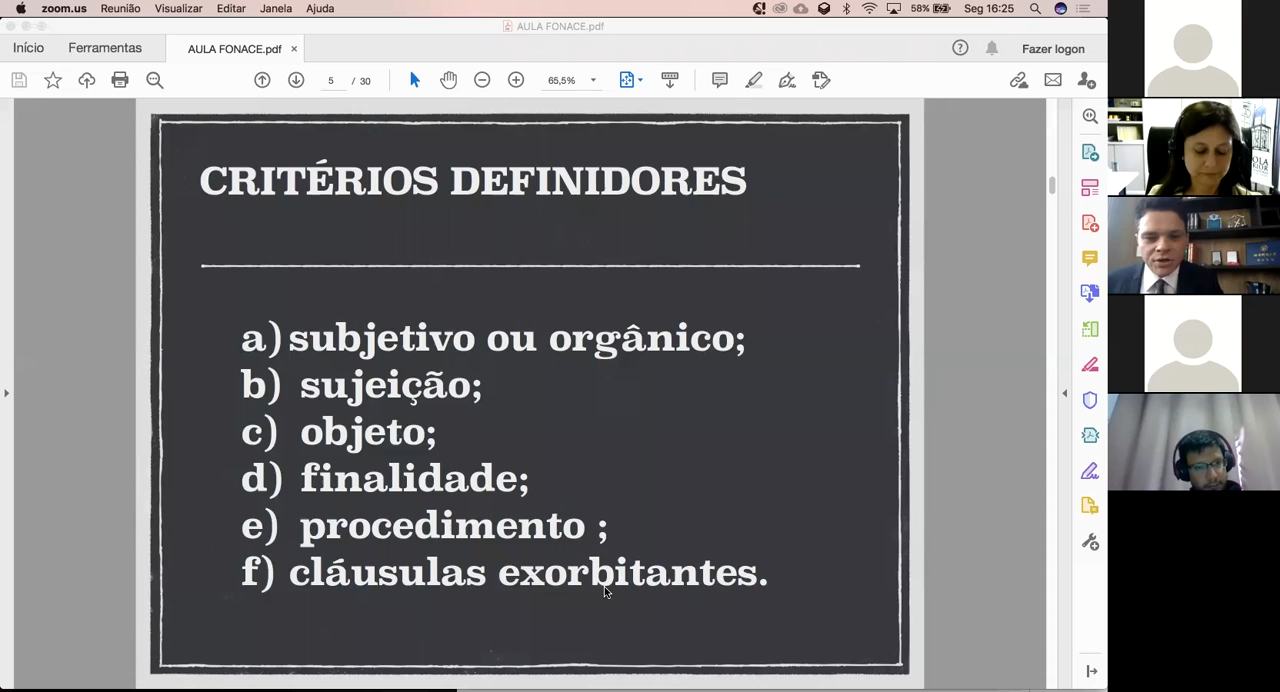 zoom.us Reunião Visualizar Editar Janela Ajuda 58% Seg 16:25
AULA FONACE.pdf
Início Ferramentas AULA FONACE.pdf × Fazer logon
5 / 30 65,5%
CRITÉRIOS DEFINIDORES
a) subjetivo ou orgânico;
b) sujeição;
c) objeto;
d) finalidade;
e) procedimento ;
f) cláusulas exorbitantes.